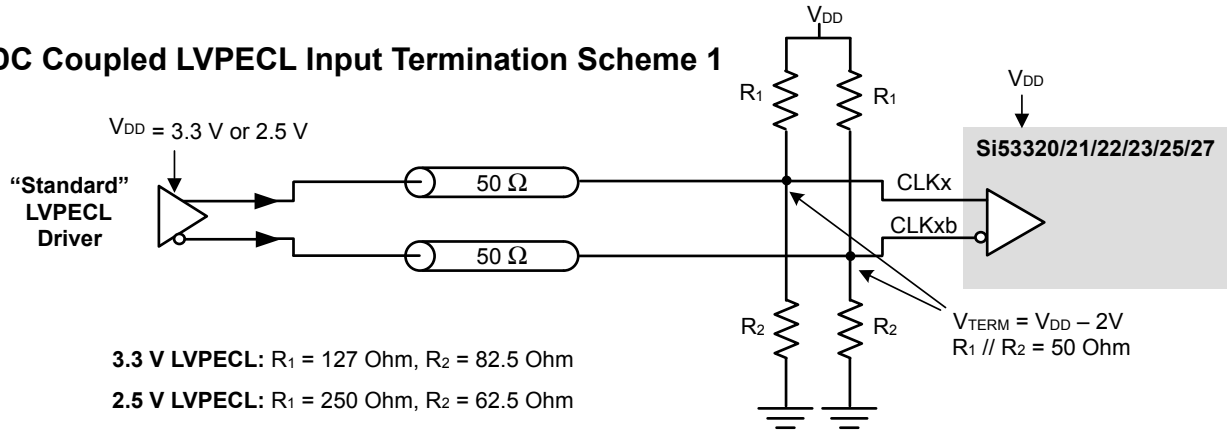 DC Coupled LVPECL Input Termination Scheme 1
VDD
R1
R1
VDD
VDD = 3.3 V or 2.5 V
Si53320/21/22/23/25/27
“Standard”
LVPECL
Driver
50 Ω
CLKx
50 Ω
CLKxb
R2
R2
VTERM = VDD – 2V
R1 // R2 = 50 Ohm
3.3 V LVPECL: R1 = 127 Ohm, R2 = 82.5 Ohm
2.5 V LVPECL: R1 = 250 Ohm, R2 = 62.5 Ohm